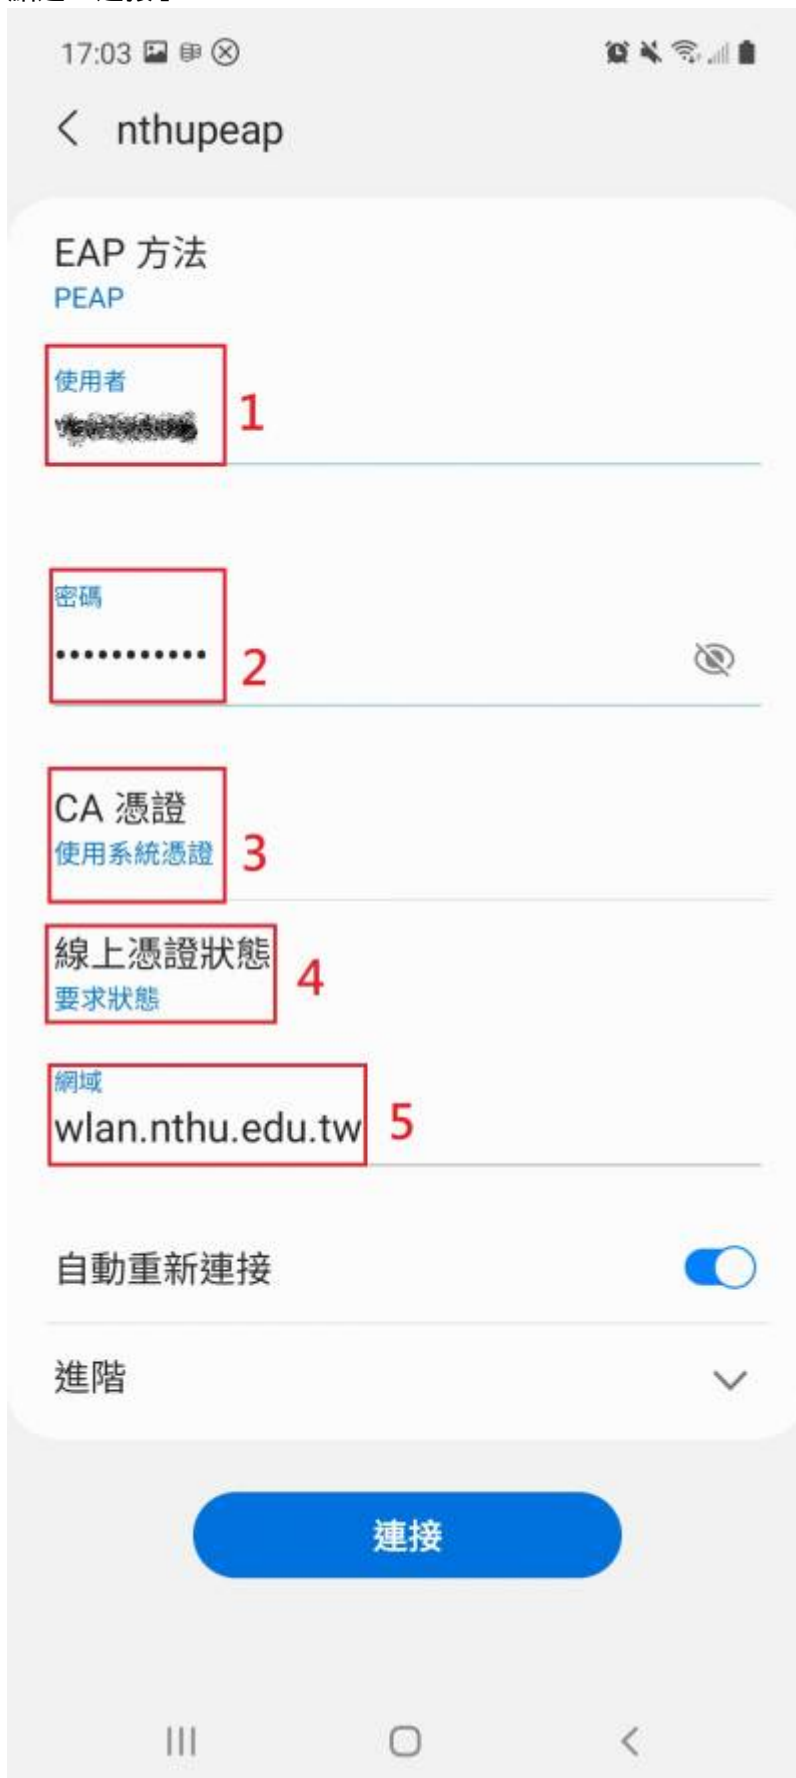 17:03
nthupeap
EAP 方法
PEAP
使用者
1
密碼
•••••••••••
2
CA 憑證
使用系統憑證
3
線上憑證狀態
要求狀態
4
網域
wlan.nthu.edu.tw
5
自動重新連接
進階
連接